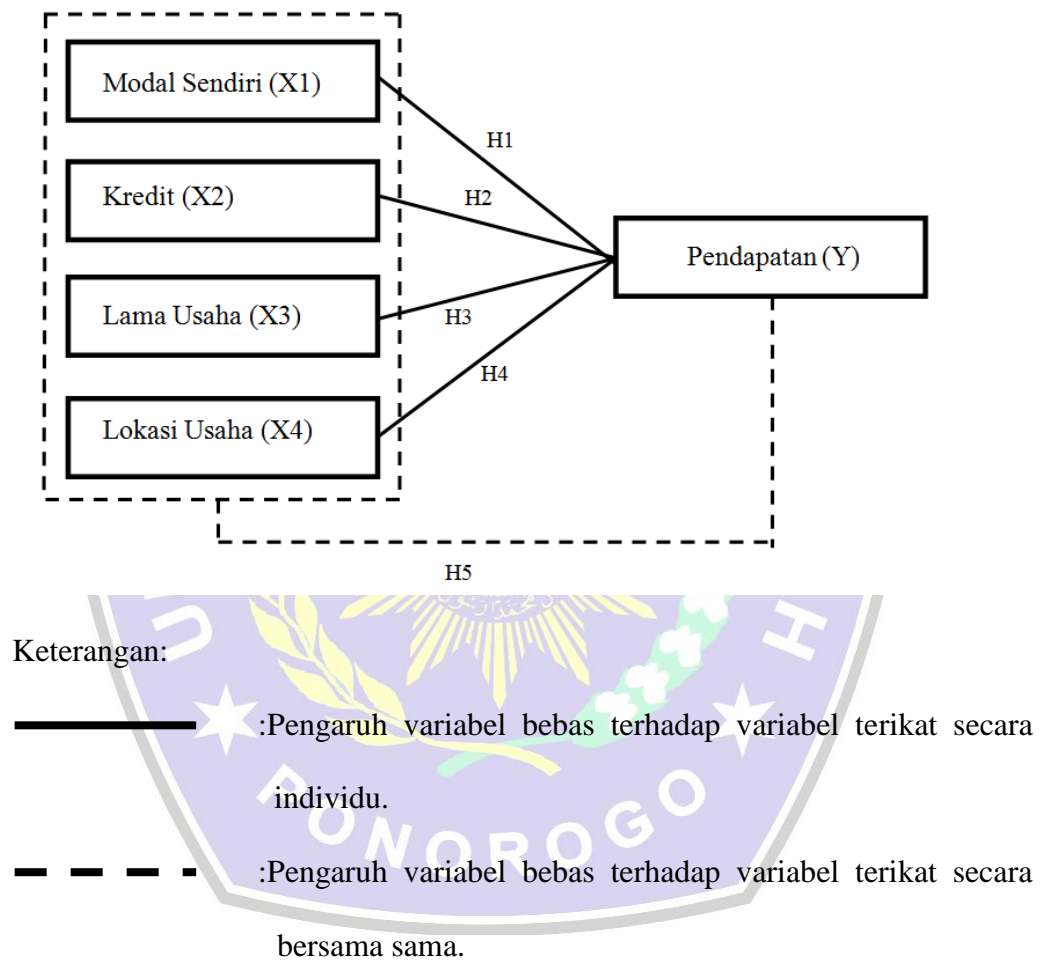 Modal Sendiri (X1)
H1
Kredit (X2)
H2
Pendapatan (Y)
Lama Usaha (X3)
H3
H4
Lokasi Usaha (X4)
H5
U H
Keterangan:
:Pengaruh variabel bebas terhadap variabel terikat secara
individu.
PONOROGO
:Pengaruh variabel bebas terhadap variabel terikat secara
bersama sama.